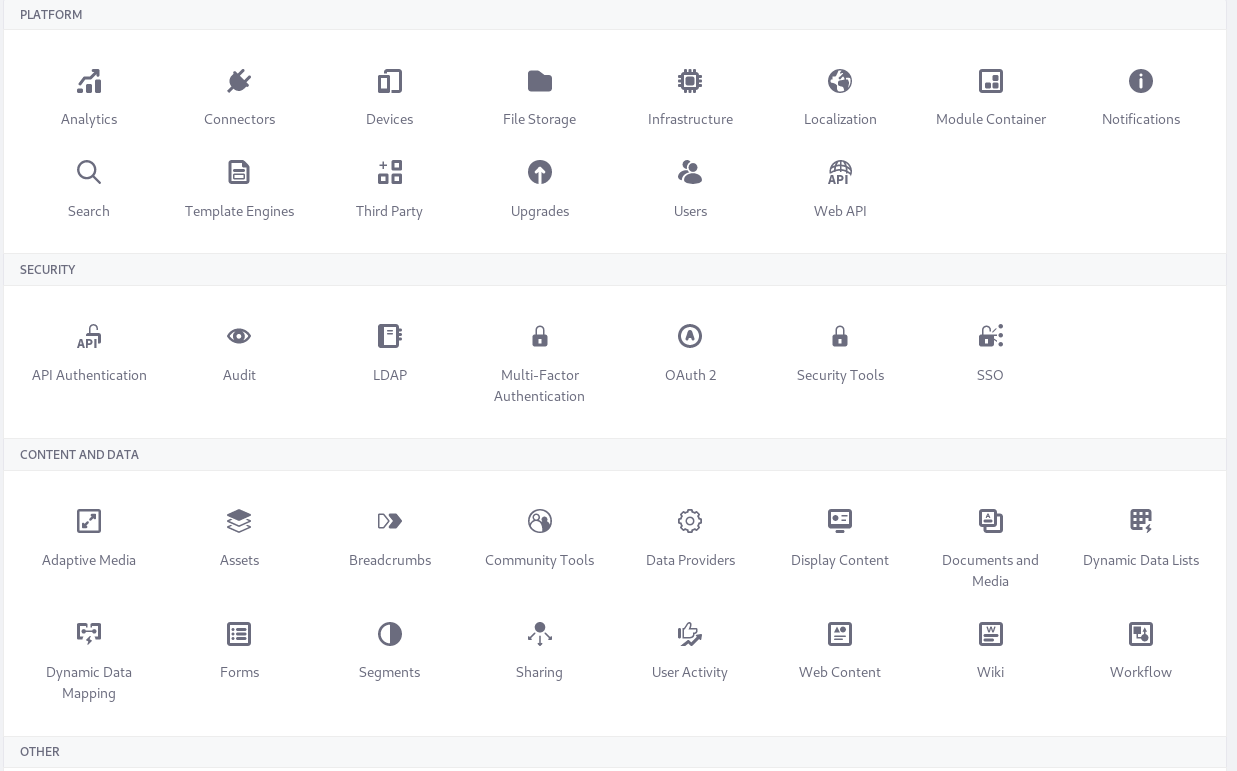 PLATFORM
Analytics Connectors Devices File Storage Infrastructure Localization Module Container Notifications
Search Template Engines Third Party Upgrades Users API Web API
SECURITY
API
API Authentication Audit LDAP Multi-Factor Authentication OAuth 2 Security Tools SSO
CONTENT AND DATA
Adaptive Media Assets Breadcrumbs Community Tools Data Providers Display Content Documents and Media Dynamic Data Lists
Dynamic Data Mapping Forms Segments Sharing User Activity Web Content Wiki Workflow
OTHER